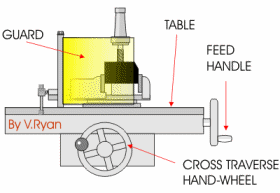 GUARD
TABLE
FEED
HANDLE
By V.Ryan
CROSS TRAVERSE
HAND-WHEEL